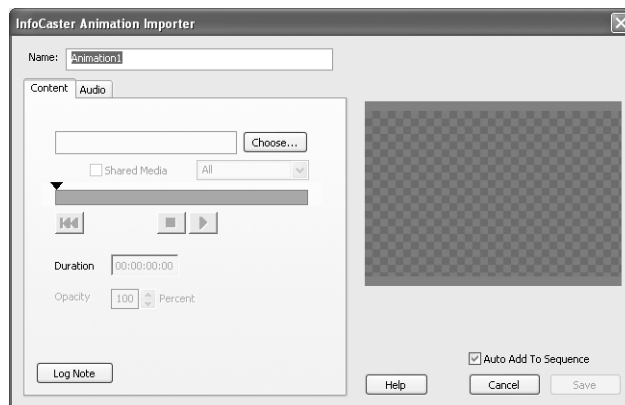 InfoCaster Animation Importer
Name: Animation1
Content Audio
Choose...
Shared Media All
Duration 00:00:00:00
Opacity 100 Percent
Log Note
Auto Add To Sequence
Help Cancel Save